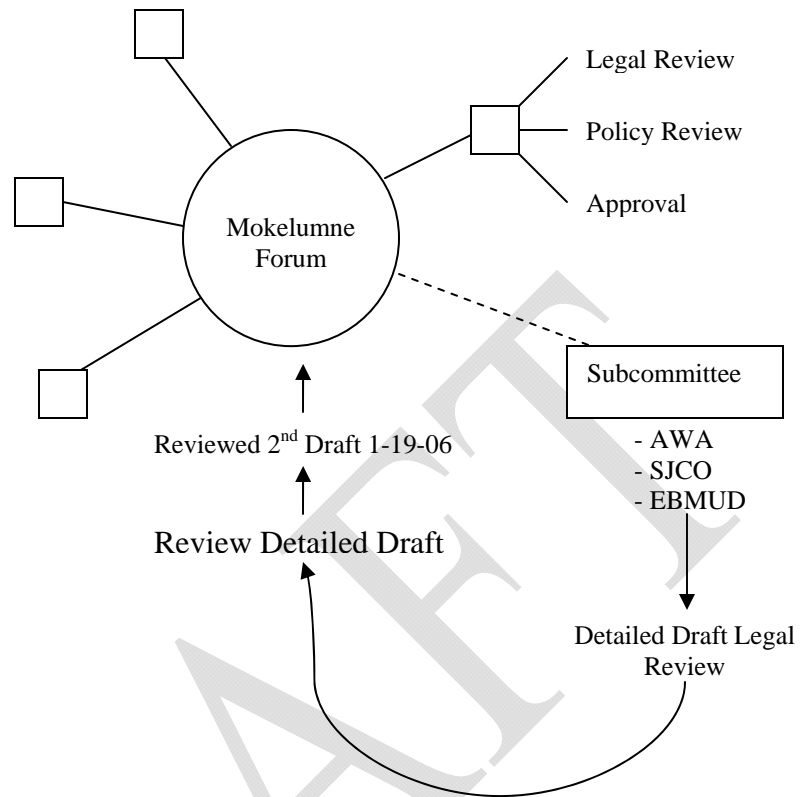 Legal Review
Policy Review
Approval
Mokelumne
Forum
Subcommittee
- AWA
- SJCO
- EBMUD
Reviewed 2nd Draft 1-19-06
Review Detailed Draft
Detailed Draft Legal
Review
AFT